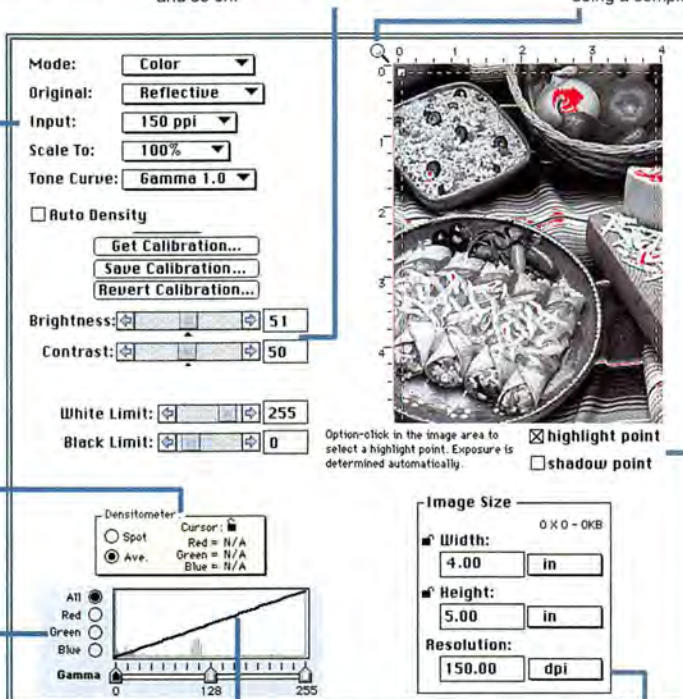 and so on.
using a sample
0 1 2 3 4
Mode: Color
Original: Reflective
Input: 150 ppi
Scale To: 100%
Tone Curve: Gamma 1.0
Auto Density
Get Calibration...
Save Calibration...
Revert Calibration...
Brightness: 51
Contrast: 50
White Limit: 255
Black Limit: 0
0
1
2
3
4
Option-click in the image area to
select a highlight point. Exposure is
determined automatically.
highlight point
shadow point
Densitometer:
Spot
Ave.
Cursor:
Red = N/A
Green = N/A
Blue = N/A
All
Red
Green
Blue
Gamma
0 128 255
Image Size
0 X 0 - 0KB
Width:
4.00 in
Height:
5.00 in
Resolution:
150.00 dpi